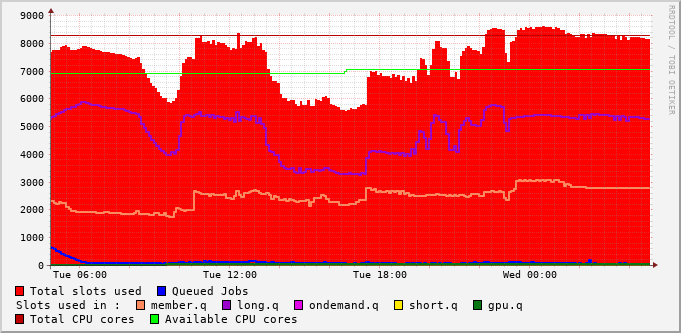 9000
8000
7000
6000
5000
4000
3000
2000
1000
0
Tue 06:00 Tue 12:00 Tue 18:00 Wed 00:00
RRDTOOL / TOBI OETIKER
Total slots used Queued Jobs
Slots used in : member.q long.q ondemand.q short.q gpu.q
Total CPU cores Available CPU cores